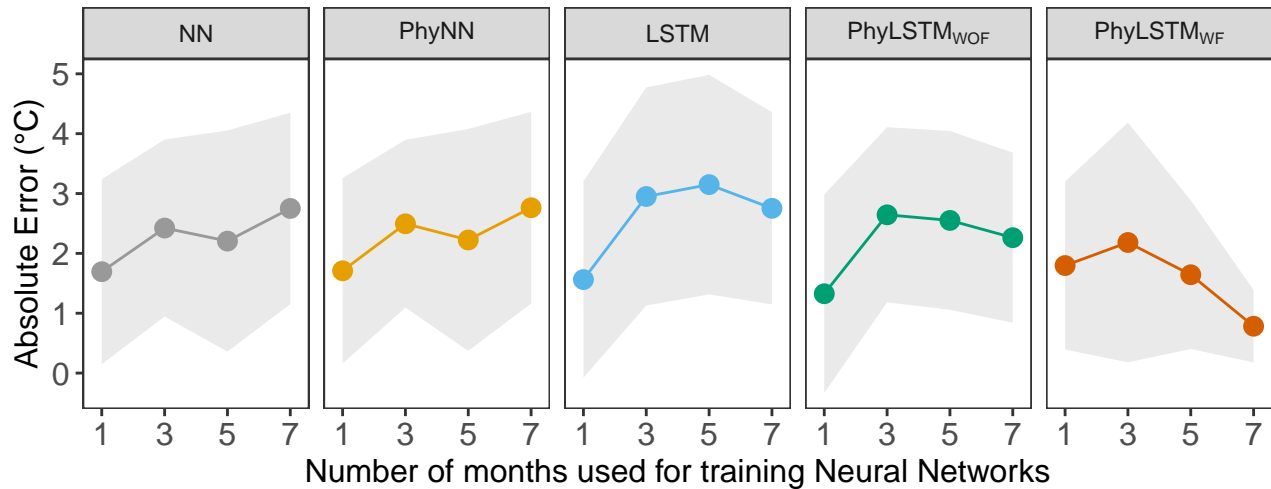 NN
PhyNN
LSTM
PhyLSTM_WOF
PhyLSTM_WF
Absolute Error (°C)
5
4
3
2
1
0
1 3 5 7 1 3 5 7 1 3 5 7 1 3 5 7 1 3 5 7
Number of months used for training Neural Networks